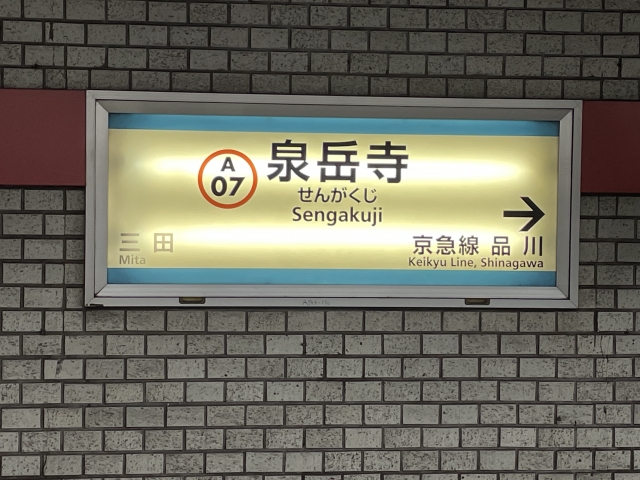 A
07
泉岳寺
せんがくじ
Sengakuji
三田
Mita
京急線 品川
Keikyu Line, Shinagawa